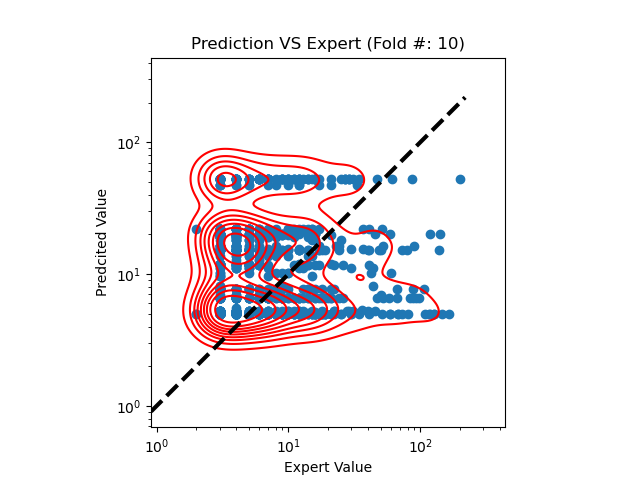 Prediction VS Expert (Fold #: 10)
Predcited Value
10²
10¹
10⁰
10⁰ 10¹ 10²
Expert Value